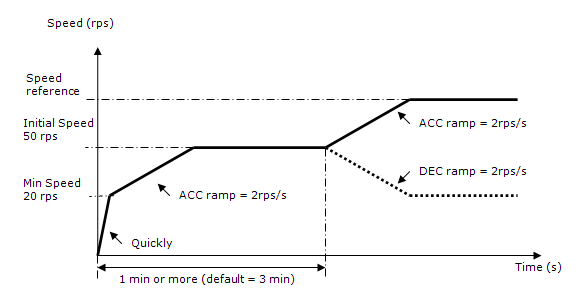 Speed (rps)
Speed
reference
ACC ramp = 2rps/s
Initial Speed
50 rps
DEC ramp = 2rps/s
Min Speed
20 rps
ACC ramp = 2rps/s
Quickly
Time (s)
1 min or more (default = 3 min)